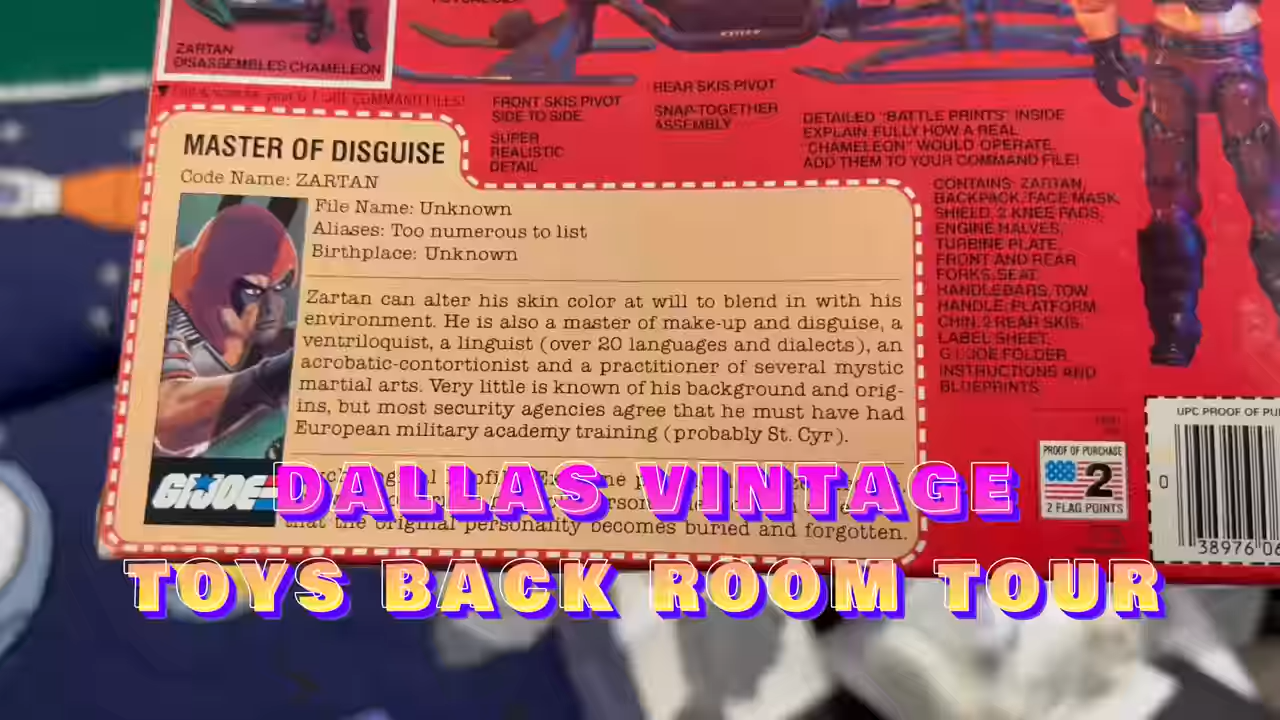 ZARTAN
DISASSEMBLES CHAMELEON
FRONT SKIS PIVOT
SIDE TO SIDE
SUPER
REALISTIC
DETAIL
REAR SKIS PIVOT
SNAP-TOGETHER
ASSEMBLY
DETAILED "BATTLE PRINTS" INSIDE
EXPLAIN FULLY HOW A REAL
"CHAMELEON" WOULD OPERATE.
ADD THEM TO YOUR COMMAND FILE!
CONTAINS: ZARTAN,
BACKPACK, FACE MASK,
SHIELD, 2 KNEE PADS,
ENGINE HALVES,
TURBINE PLATE,
FRONT AND REAR
FORKS, SEAT,
HANDLEBARS, TOW
HANDLE, PLATFORM
CHIN, 2 REAR SKIS,
LABEL SHEET,
G.I. JOE FOLDER
INSTRUCTIONS AND
BLUEPRINTS
MASTER OF DISGUISE
Code Name: ZARTAN
File Name: Unknown
Aliases: Too numerous to list
Birthplace: Unknown
Zartan can alter his skin color at will to blend in with his
environment. He is also a master of make-up and disguise, a
ventriloquist, a linguist (over 20 languages and dialects), an
acrobatic-contortionist and a practitioner of several mystic
martial arts. Very little is known of his background and orig-
ins, but most security agencies agree that he must have had
European military academy training (probably St. Cyr).
that the original personality becomes buried and forgotten.
GI JOE
PROOF OF PURCHASE
2
2 FLAG POINTS
UPC PROOF OF PU
0
38976 06
DALLAS VINTAGE
TOYS BACK ROOM TOUR